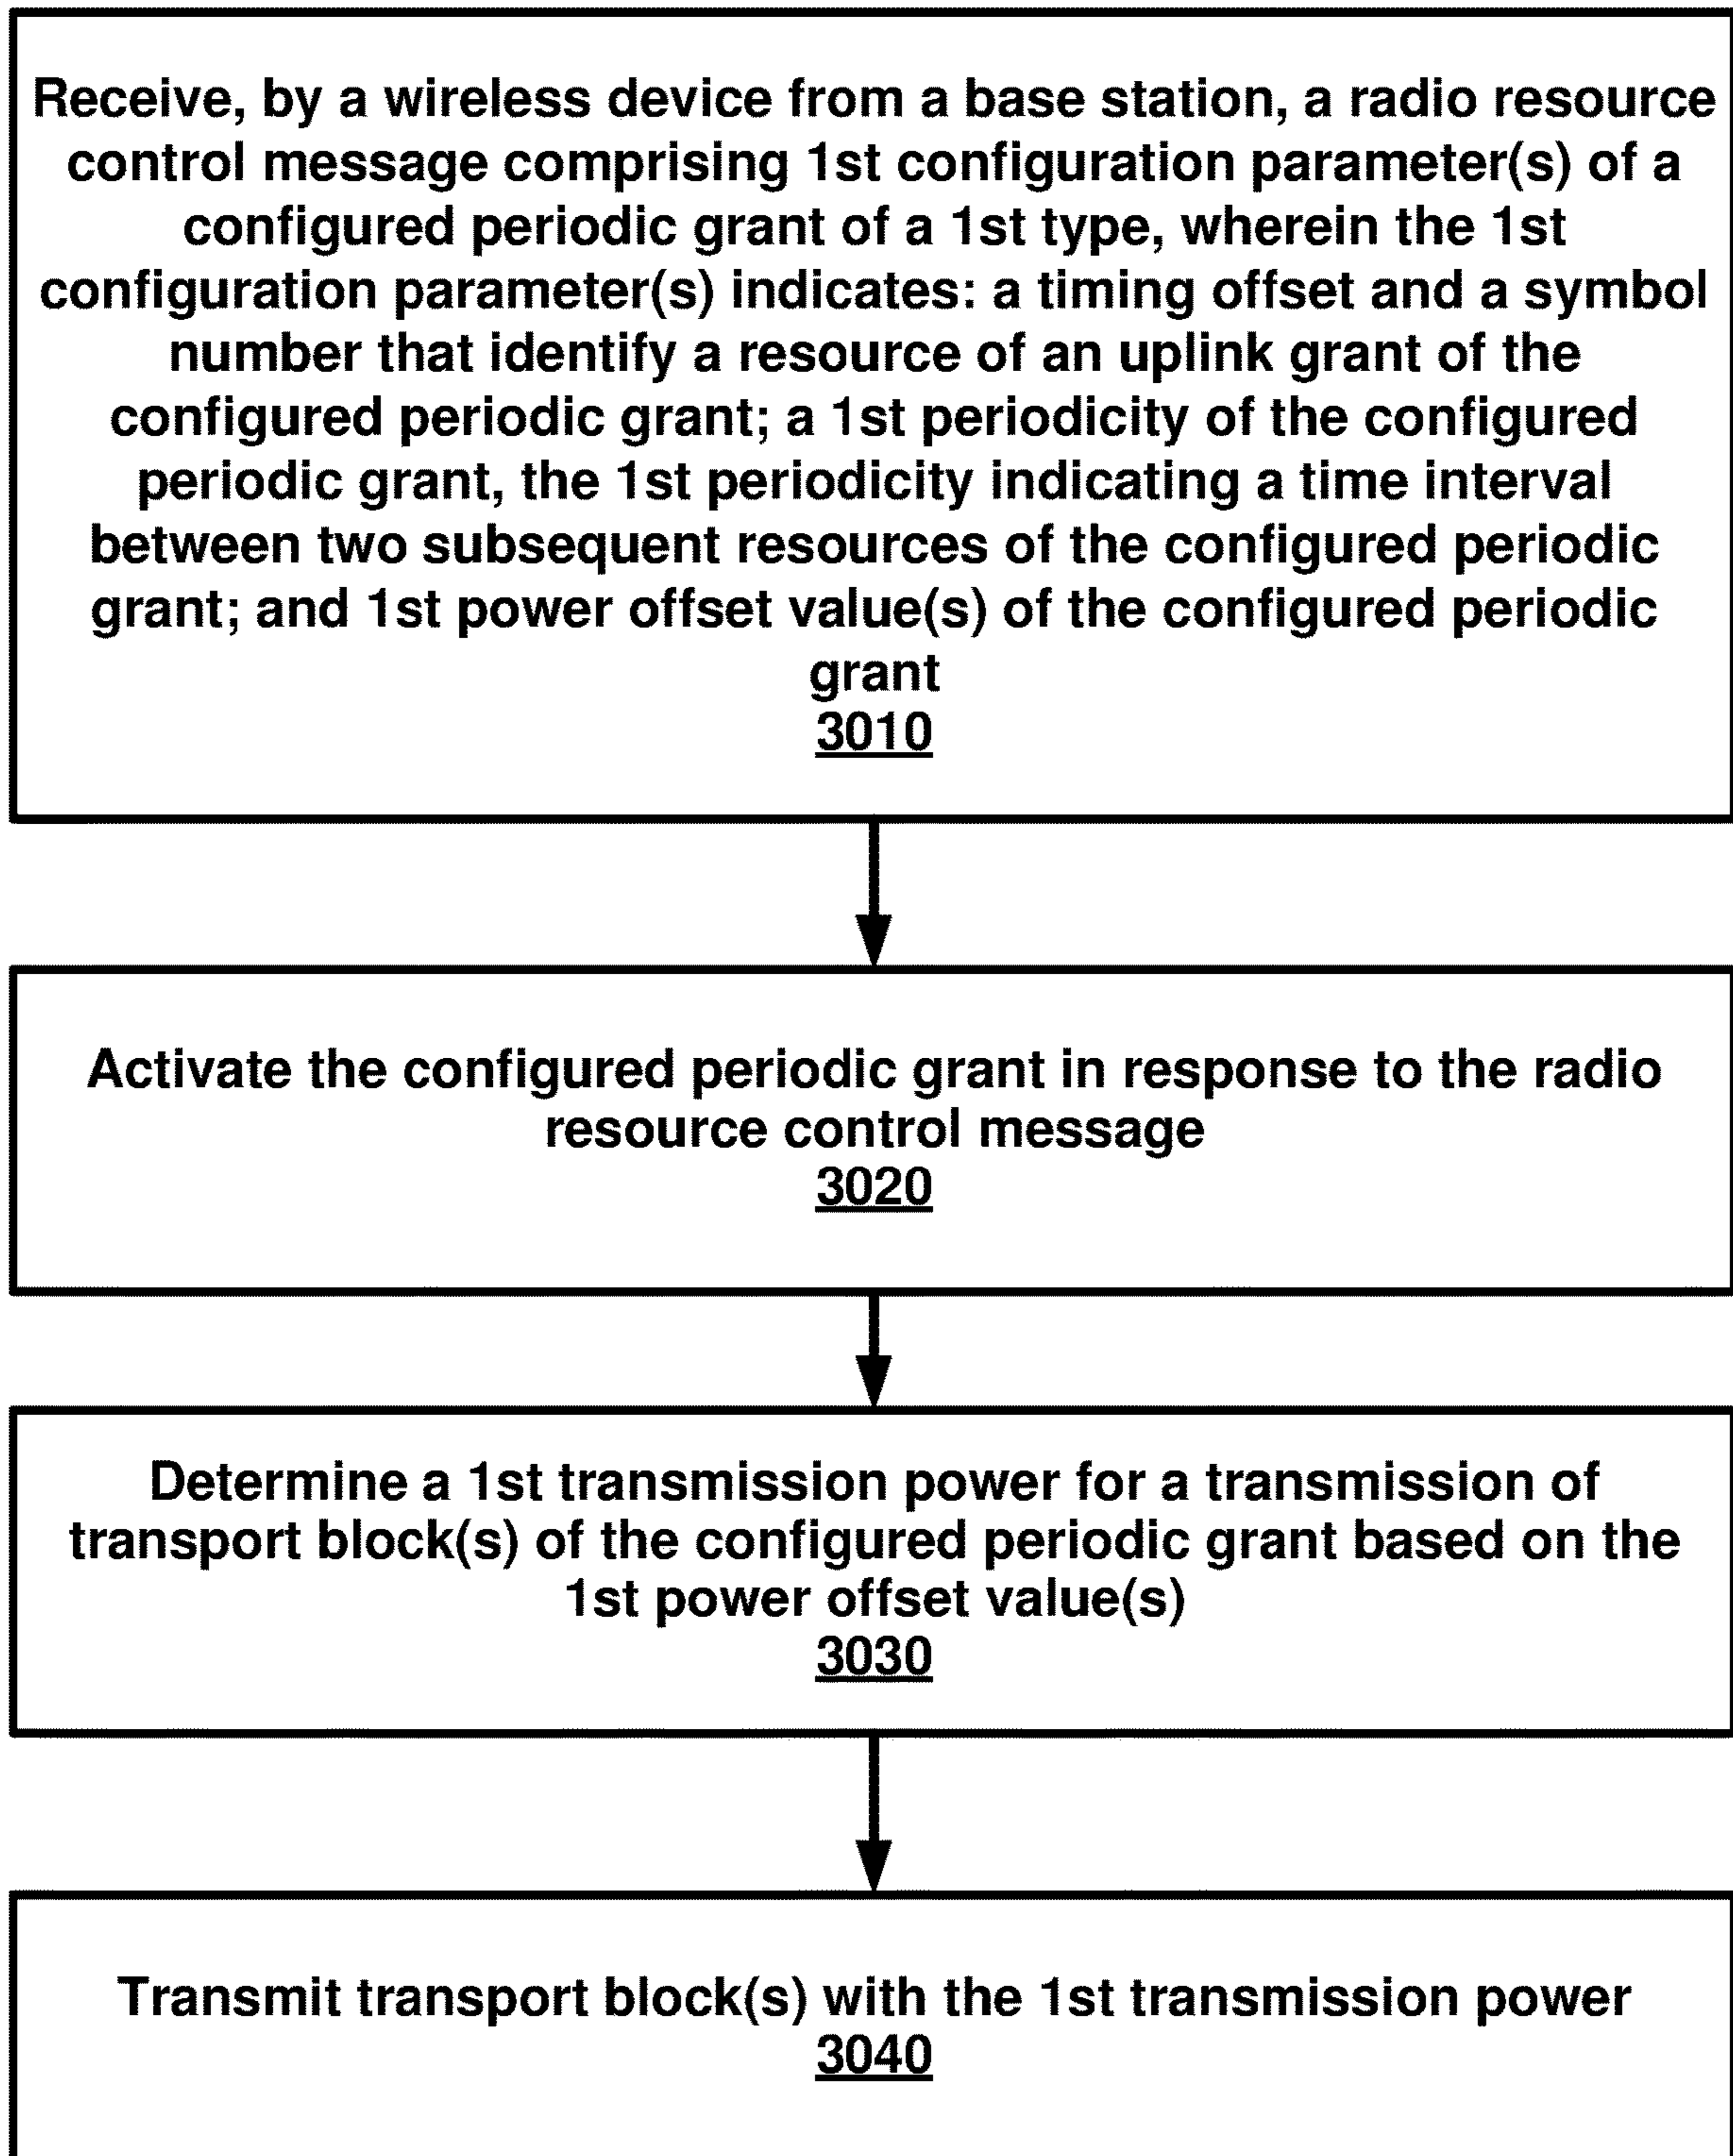 Receive, by a wireless device from a base station, a radio resource
control message comprising 1st configuration parameter(s) of a
configured periodic grant of a 1st type, wherein the 1st
configuration parameter(s) indicates: a timing offset and a symbol
number that identify a resource of an uplink grant of the
configured periodic grant; a 1st periodicity of the configured
periodic grant, the 1st periodicity indicating a time interval
between two subsequent resources of the configured periodic
grant; and 1st power offset value(s) of the configured periodic
grant
3010
Activate the configured periodic grant in response to the radio
resource control message
3020
Determine a 1st transmission power for a transmission of
transport block(s) of the configured periodic grant based on the
1st power offset value(s)
3030
Transmit transport block(s) with the 1st transmission power
3040